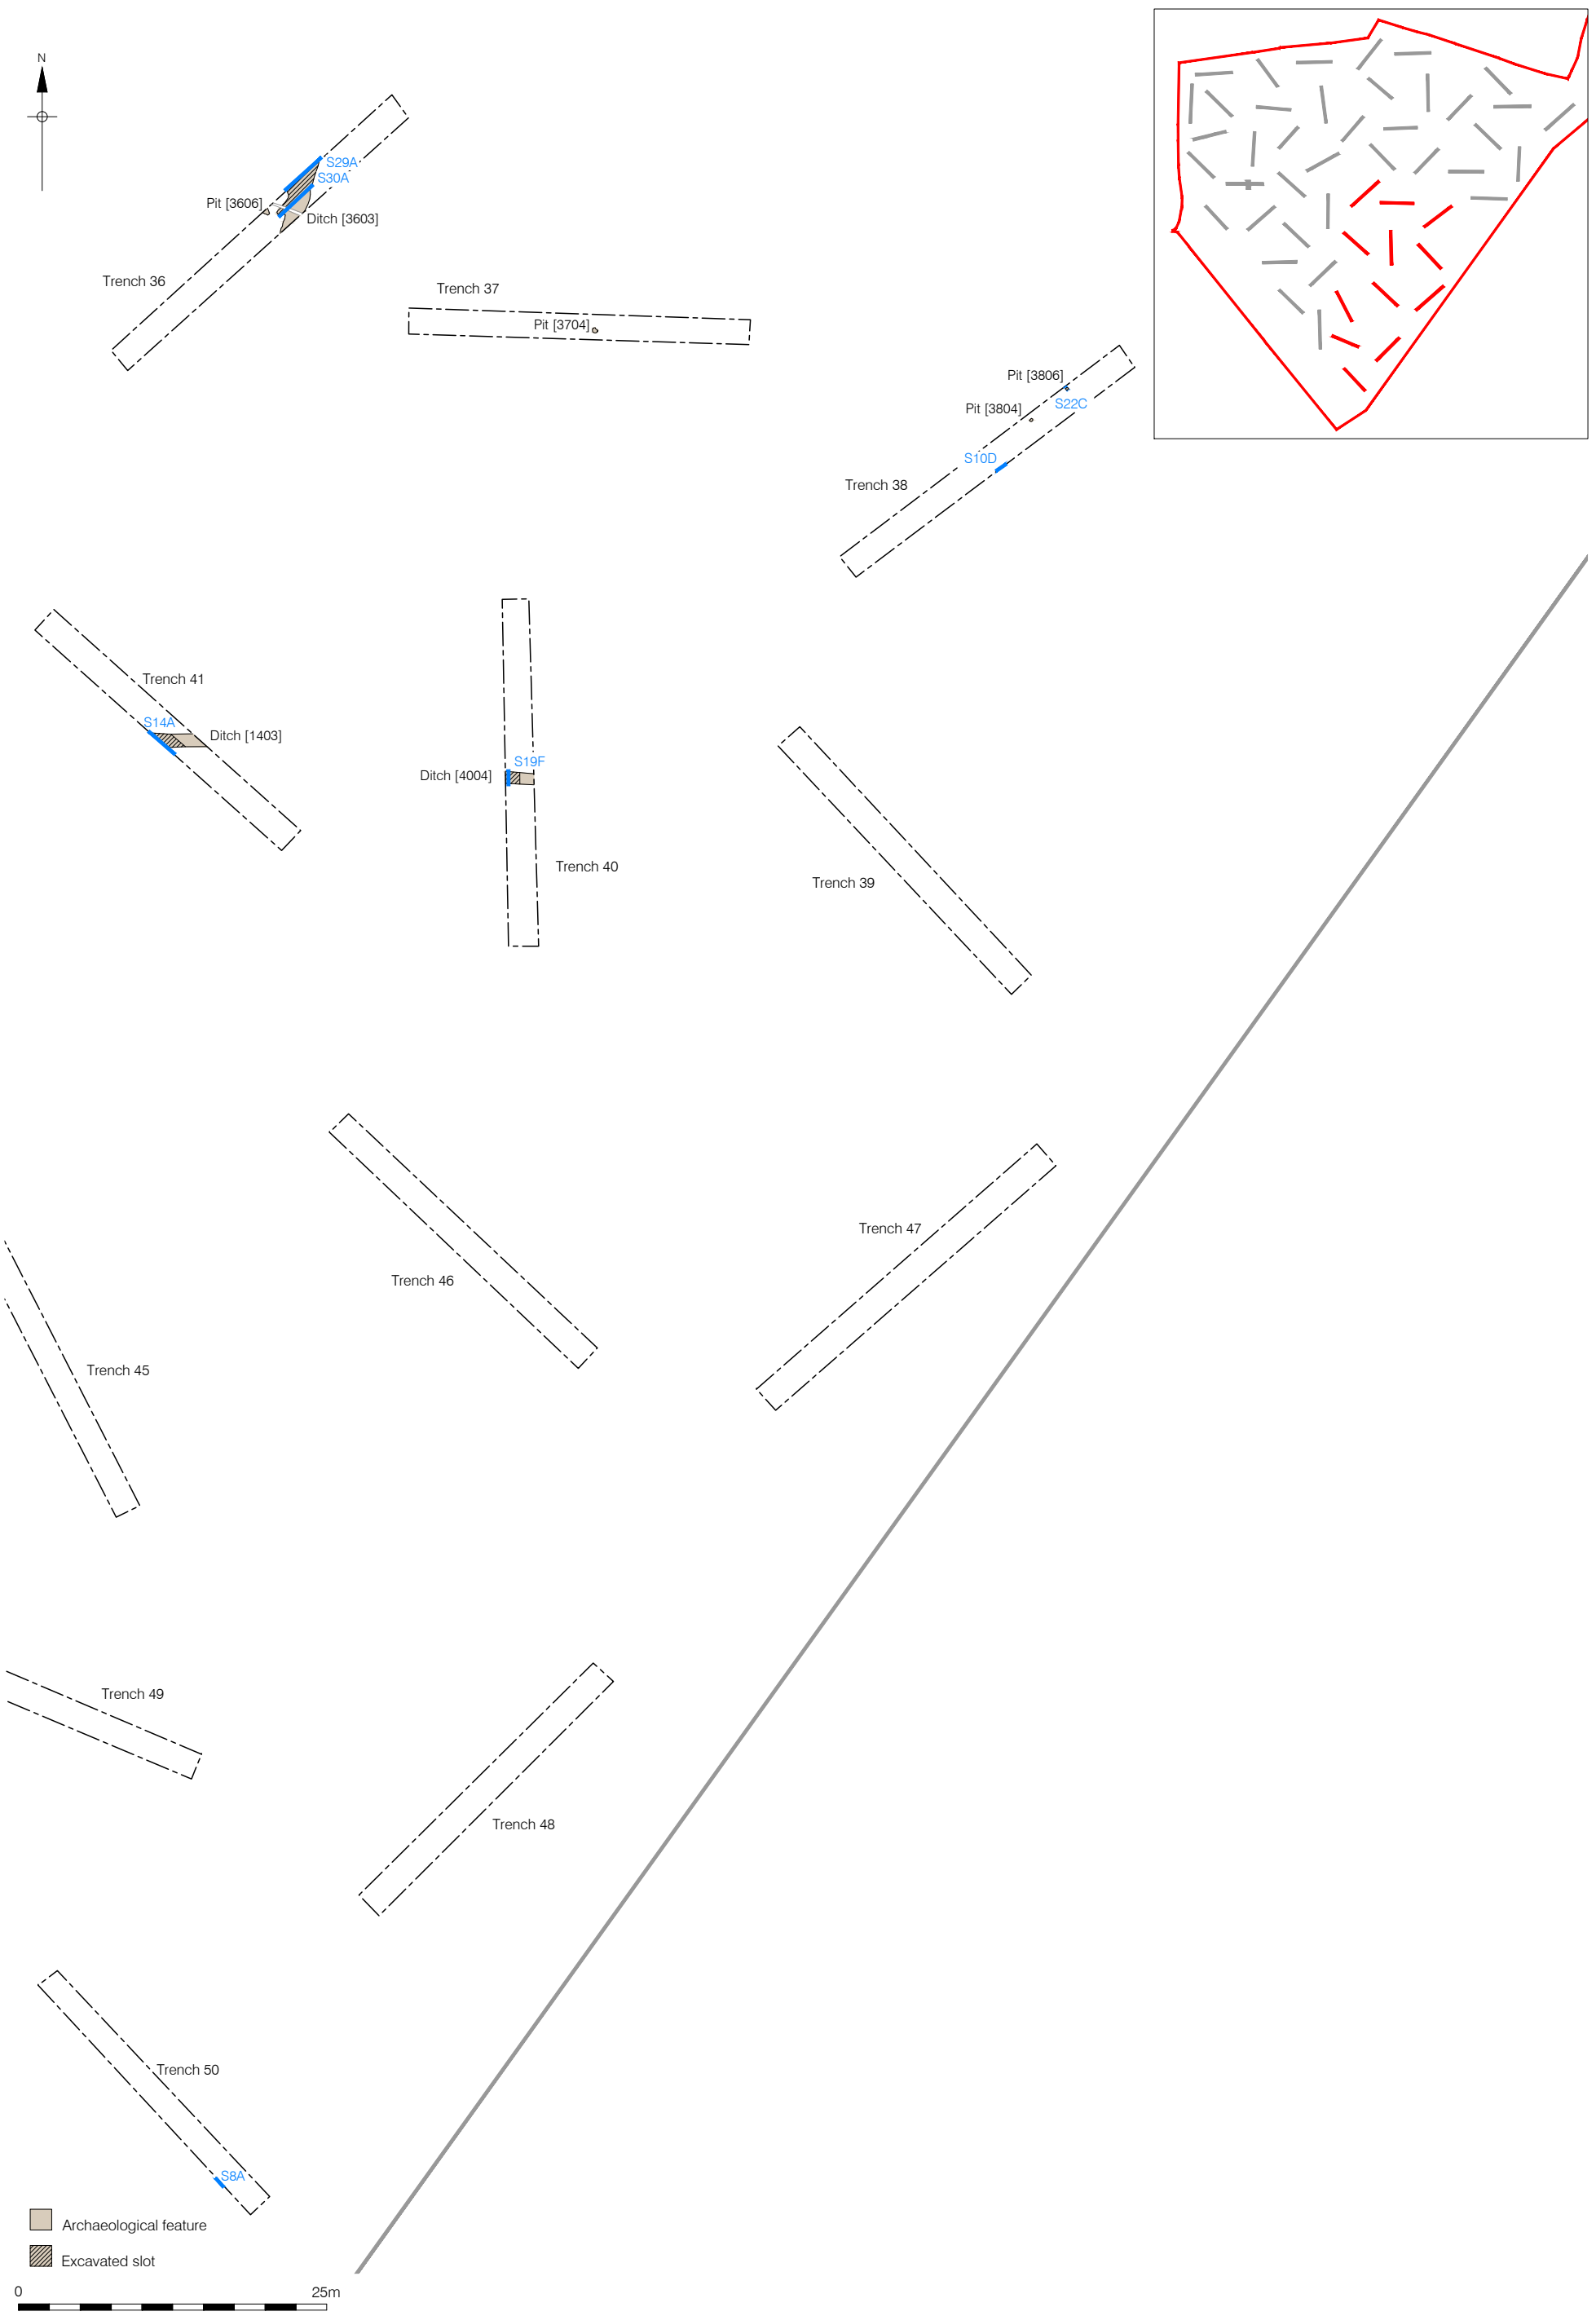 N
S29A
S30A
Pit [3606]
Ditch [3603]
Trench 36
Trench 37
Pit [3704]
Pit [3806]
S22C
Pit [3804]
S10D
Trench 38
Trench 41
S14A
Ditch [1403]
S19F
Ditch [4004]
Trench 40
Trench 39
Trench 47
Trench 46
Trench 45
Trench 49
Trench 48
Trench 50
S8A
Archaeological feature
Excavated slot
0 25m